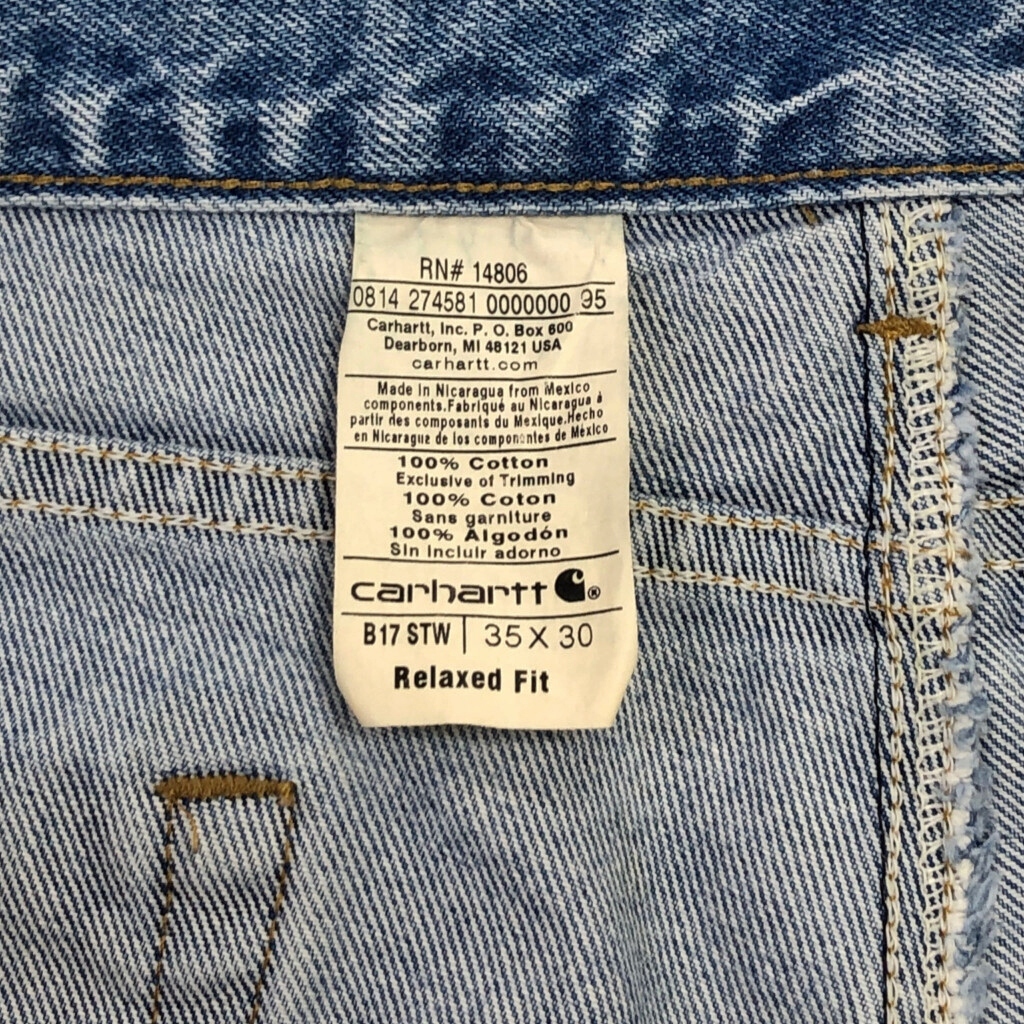 RN# 14806
0814 274581 0000000 95
Carhartt, Inc. P. O. Box 600
Dearborn, MI 48121 USA
carhartt.com
Made in Nicaragua from Mexico
components.Fabriqué au Nicaragua à
partir des composants du Mexique.Hecho
en Nicarague de los componentes de México
100% Cotton
Exclusive of Trimming
100% Coton
Sans garniture
100% Algodón
Sin incluir adorno
carhartt ®
B17 STW | 35 X 30
Relaxed Fit